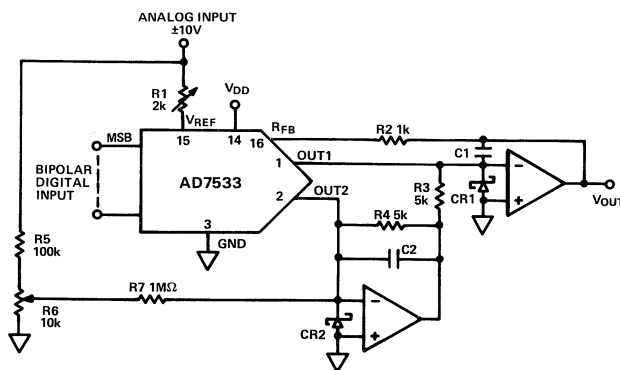 ANALOG INPUT
±10V
R1
2k
VDD
VREF
RFB
R2 1k
MSB
15
14
16
C1
OUT1
1
BIPOLAR
DIGITAL
INPUT
AD7533
2
OUT2
R3
5k
CR1
VOUT
R4 5k
3
GND
C2
R5
100k
R7 1MΩ
R6
10k
CR2